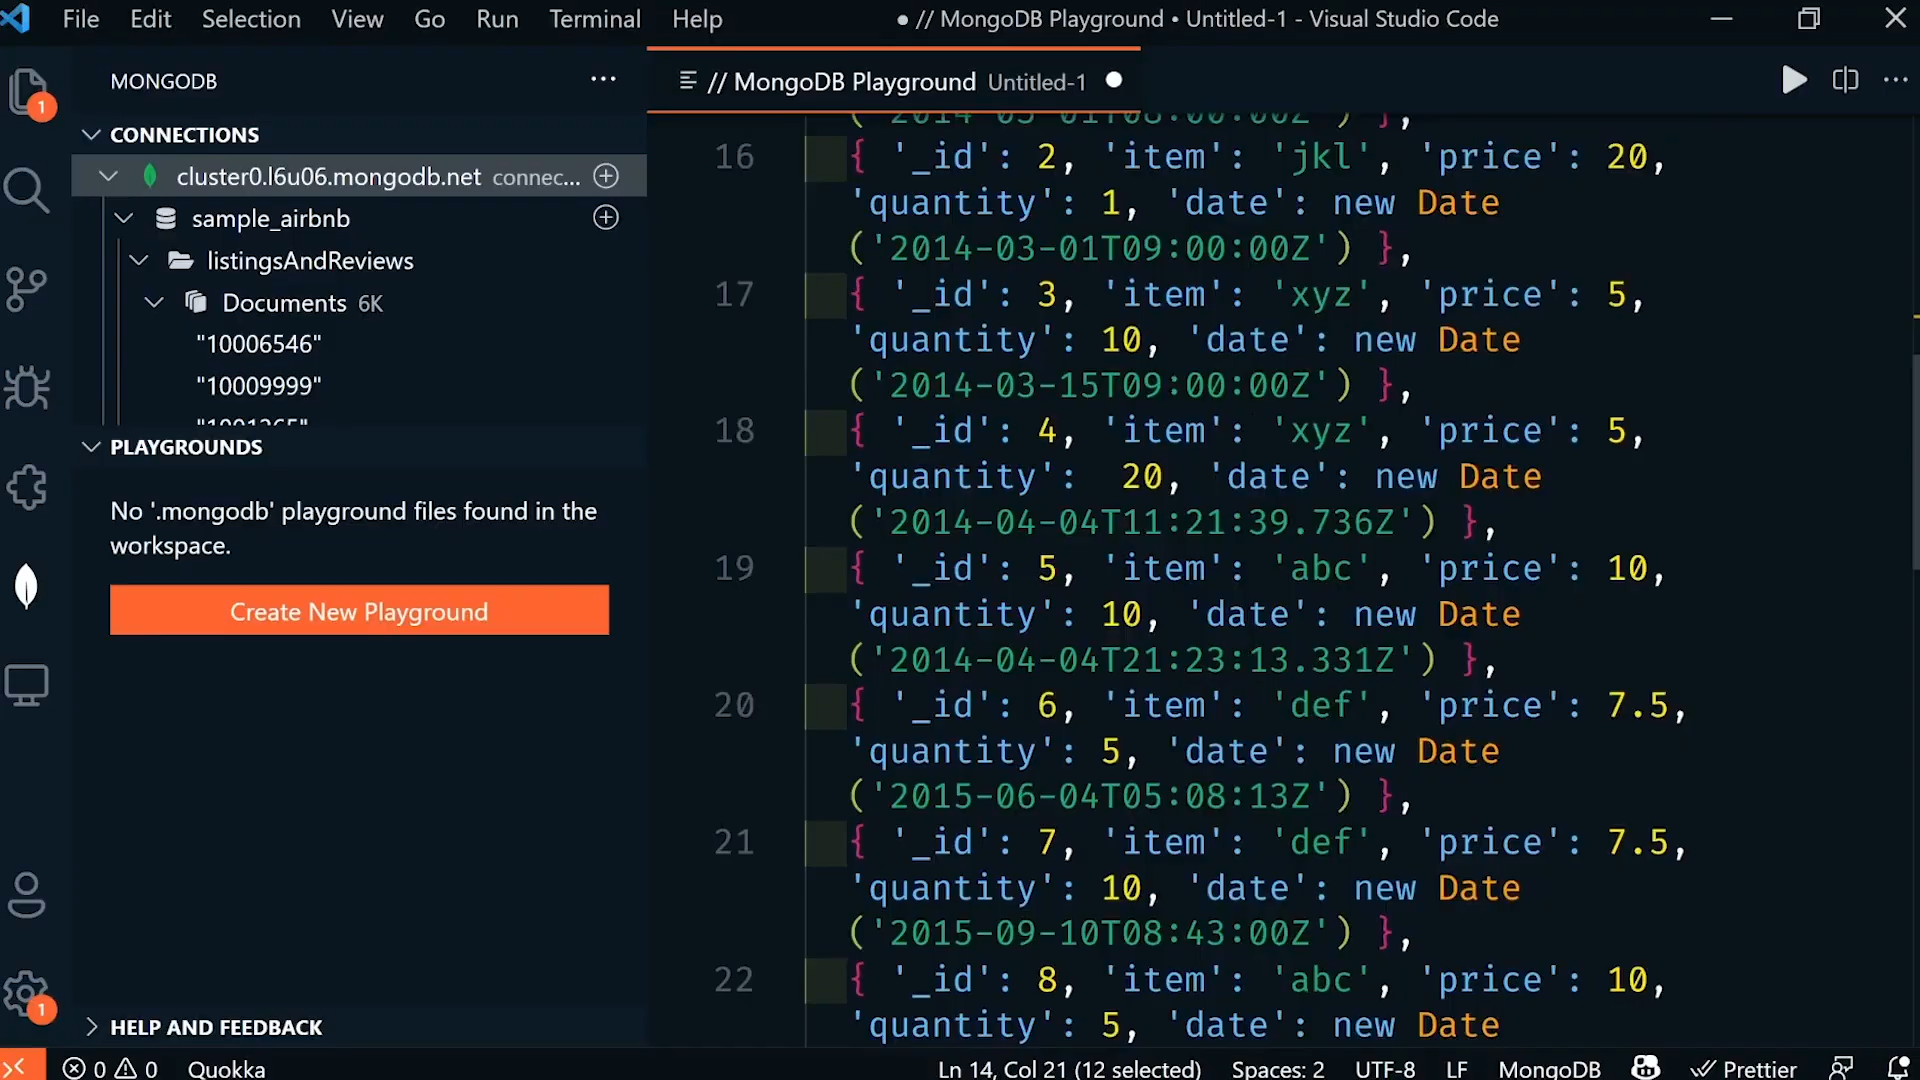 File Edit Selection View Go Run Terminal Help ● // MongoDB Playground • Untitled-1 - Visual Studio Code
MONGODB ···
// MongoDB Playground Untitled-1 ●
CONNECTIONS
cluster0.l6u06.mongodb.net connec...
sample_airbnb
listingsAndReviews
Documents 6K
"10006546"
"10009999"
"1001265"
PLAYGROUNDS
No '.mongodb' playground files found in the
workspace.
Create New Playground
HELP AND FEEDBACK
('2014-03-01T08:00:00Z') },
16 { '_id': 2, 'item': 'jkl', 'price': 20,
'quantity': 1, 'date': new Date
('2014-03-01T09:00:00Z') },
17 { '_id': 3, 'item': 'xyz', 'price': 5,
'quantity': 10, 'date': new Date
('2014-03-15T09:00:00Z') },
18 { '_id': 4, 'item': 'xyz', 'price': 5,
'quantity':  20, 'date': new Date
('2014-04-04T11:21:39.736Z') },
19 { '_id': 5, 'item': 'abc', 'price': 10,
'quantity': 10, 'date': new Date
('2014-04-04T21:23:13.331Z') },
20 { '_id': 6, 'item': 'def', 'price': 7.5,
'quantity': 5, 'date': new Date
('2015-06-04T05:08:13Z') },
21 { '_id': 7, 'item': 'def', 'price': 7.5,
'quantity': 10, 'date': new Date
('2015-09-10T08:43:00Z') },
22 { '_id': 8, 'item': 'abc', 'price': 10,
'quantity': 5, 'date': new Date
1
1
0 0 Quokka Ln 14, Col 21 (12 selected) Spaces: 2 UTF-8 LF MongoDB Prettier